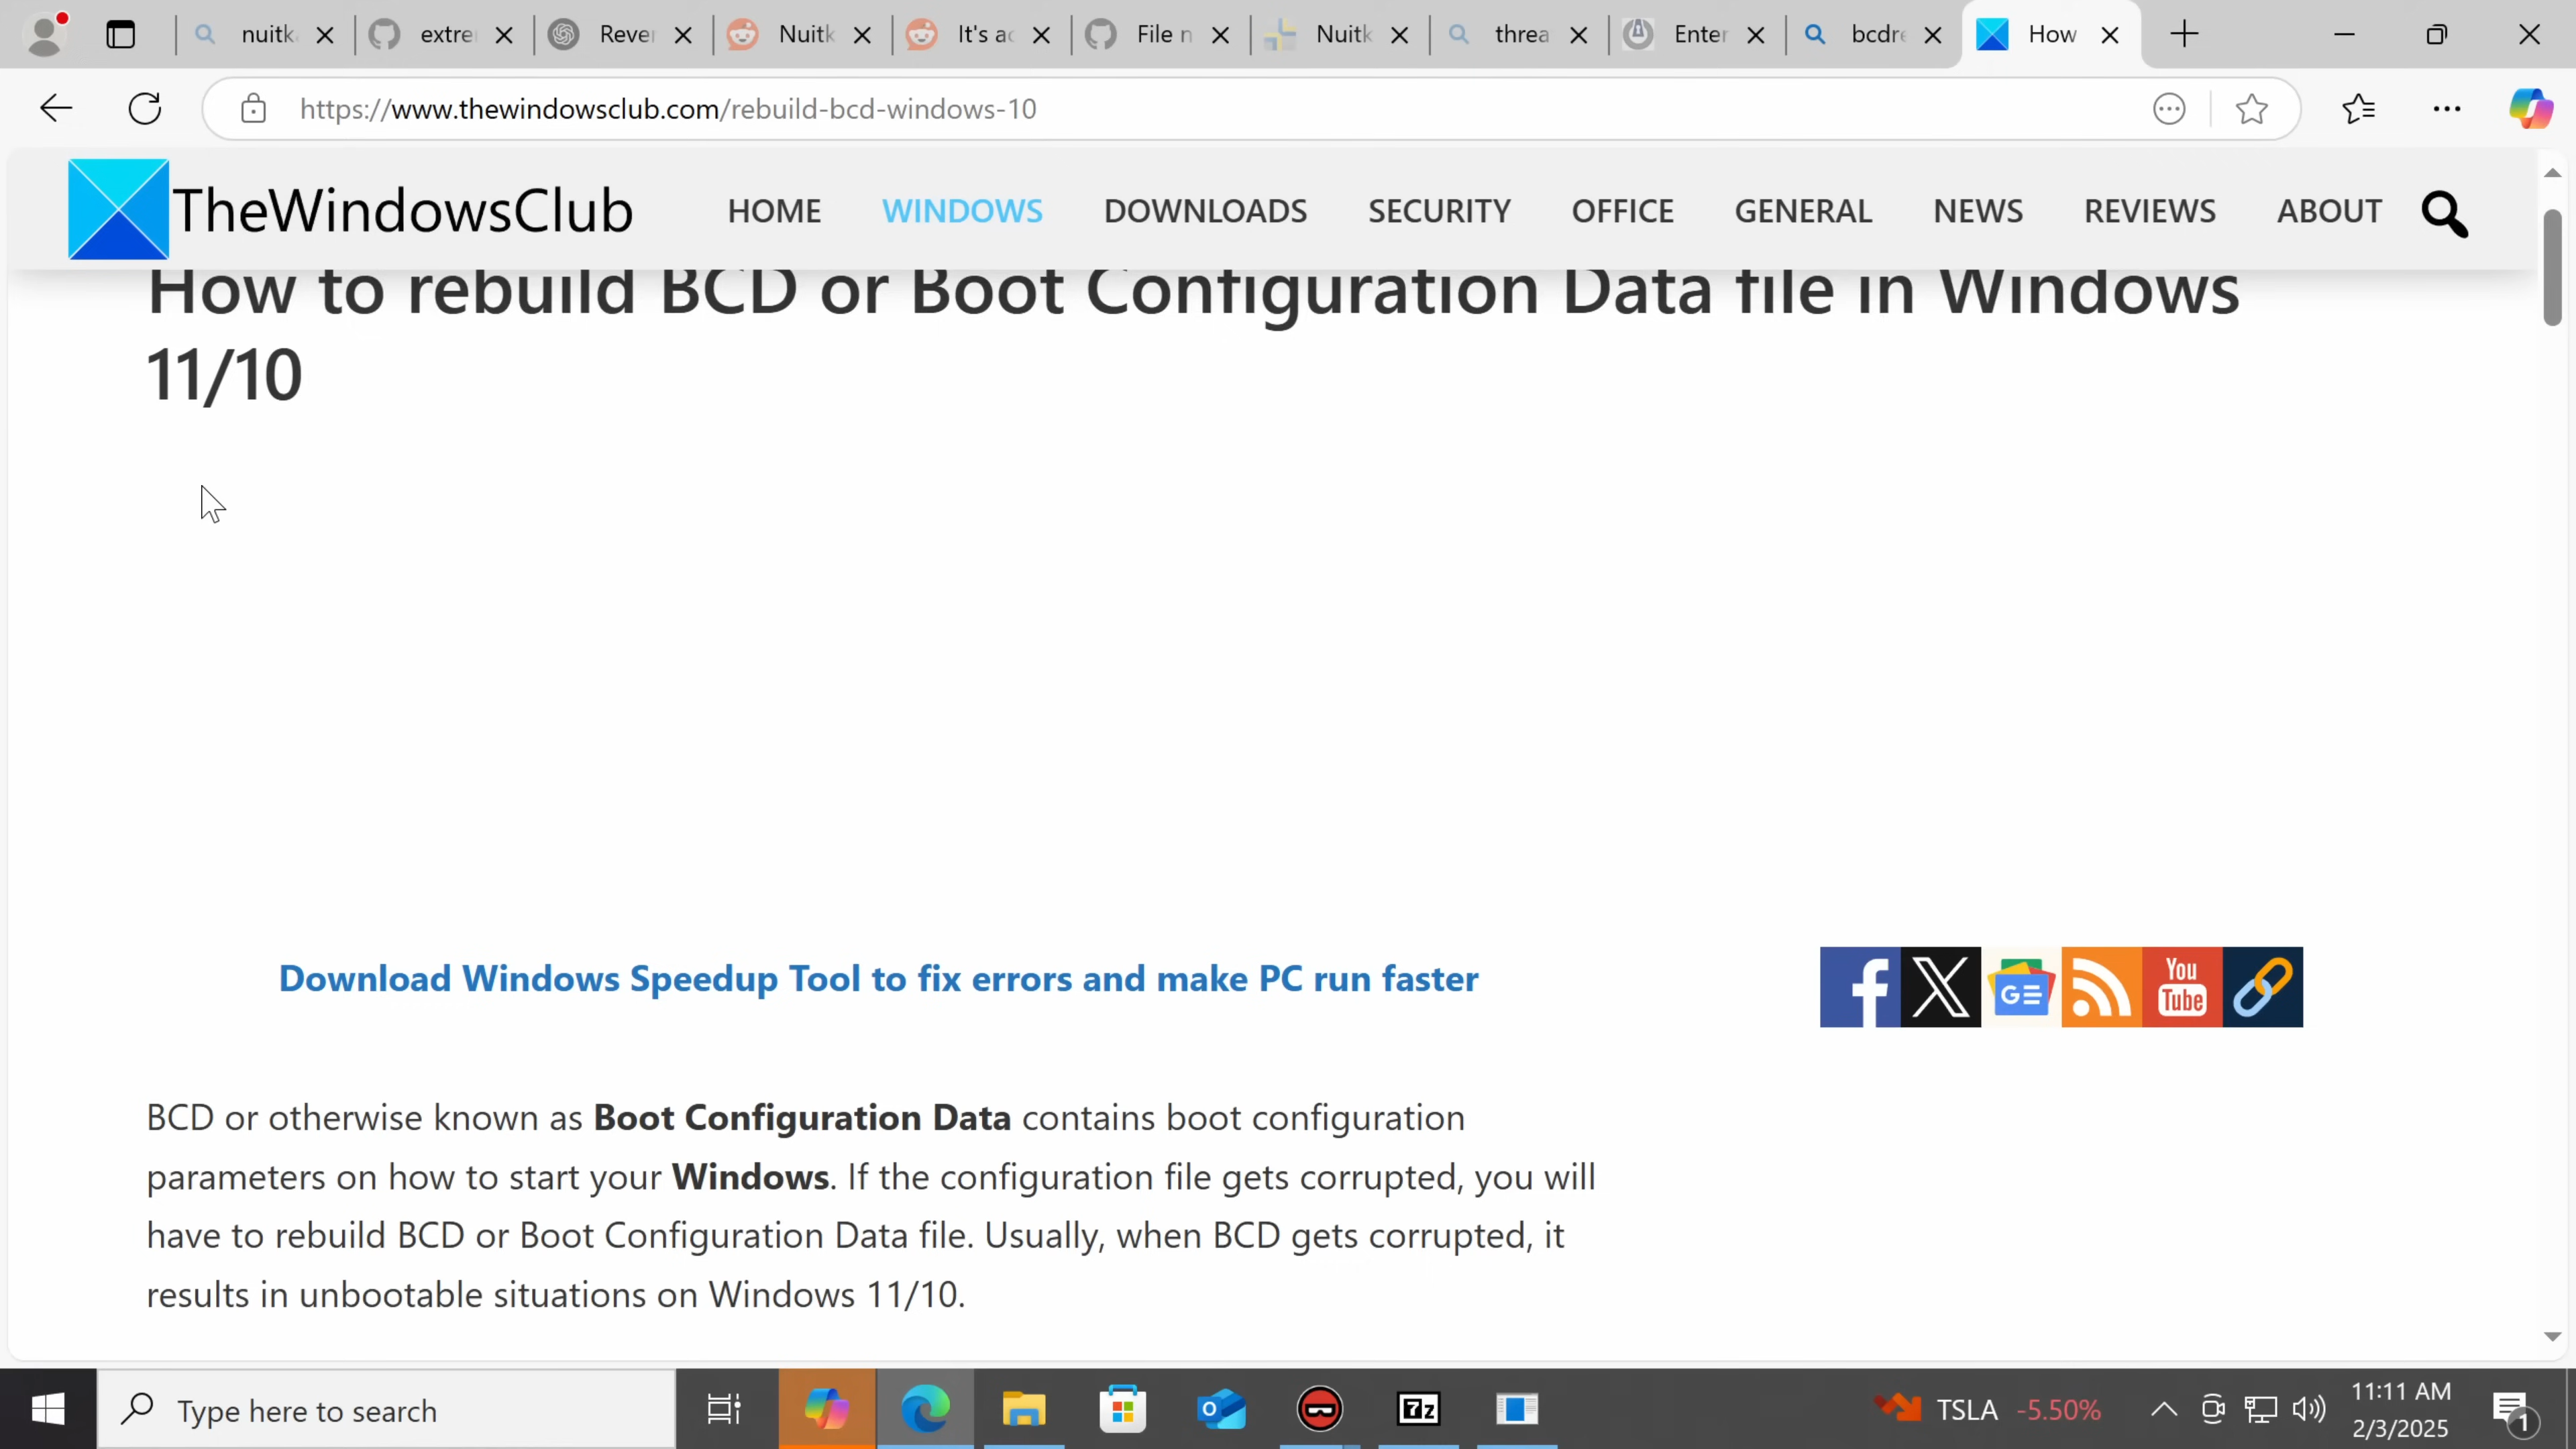 nuitk
extre
Rever
Nuitk
It's ac
File n
Nuitk
threa
Enter
bcdre
How
https://www.thewindowsclub.com/rebuild-bcd-windows-10
TheWindowsClub
HOME
WINDOWS
DOWNLOADS
SECURITY
OFFICE
GENERAL
NEWS
REVIEWS
ABOUT
How to rebuild BCD or Boot Configuration Data file in Windows
11/10
Download Windows Speedup Tool to fix errors and make PC run faster
f
X
GE
You
Tube
BCD or otherwise known as Boot Configuration Data contains boot configuration
parameters on how to start your Windows. If the configuration file gets corrupted, you will
have to rebuild BCD or Boot Configuration Data file. Usually, when BCD gets corrupted, it
results in unbootable situations on Windows 11/10.
Type here to search
7z
TSLA -5.50%
11:11 AM
2/3/2025
1